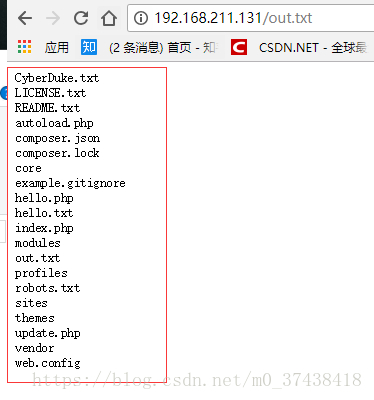 192.168.211.131/out.txt
应用 知 (2 条消息) 首页 - 知 C CSDN.NET - 全球最
CyberDuke.txt
LICENSE.txt
README.txt
autoload.php
composer.json
composer.lock
core
example.gitignore
hello.php
hello.txt
index.php
modules
out.txt
profiles
robots.txt
sites
themes
update.php
vendor
web.config
https://blog.csdn.net/m0_37438418